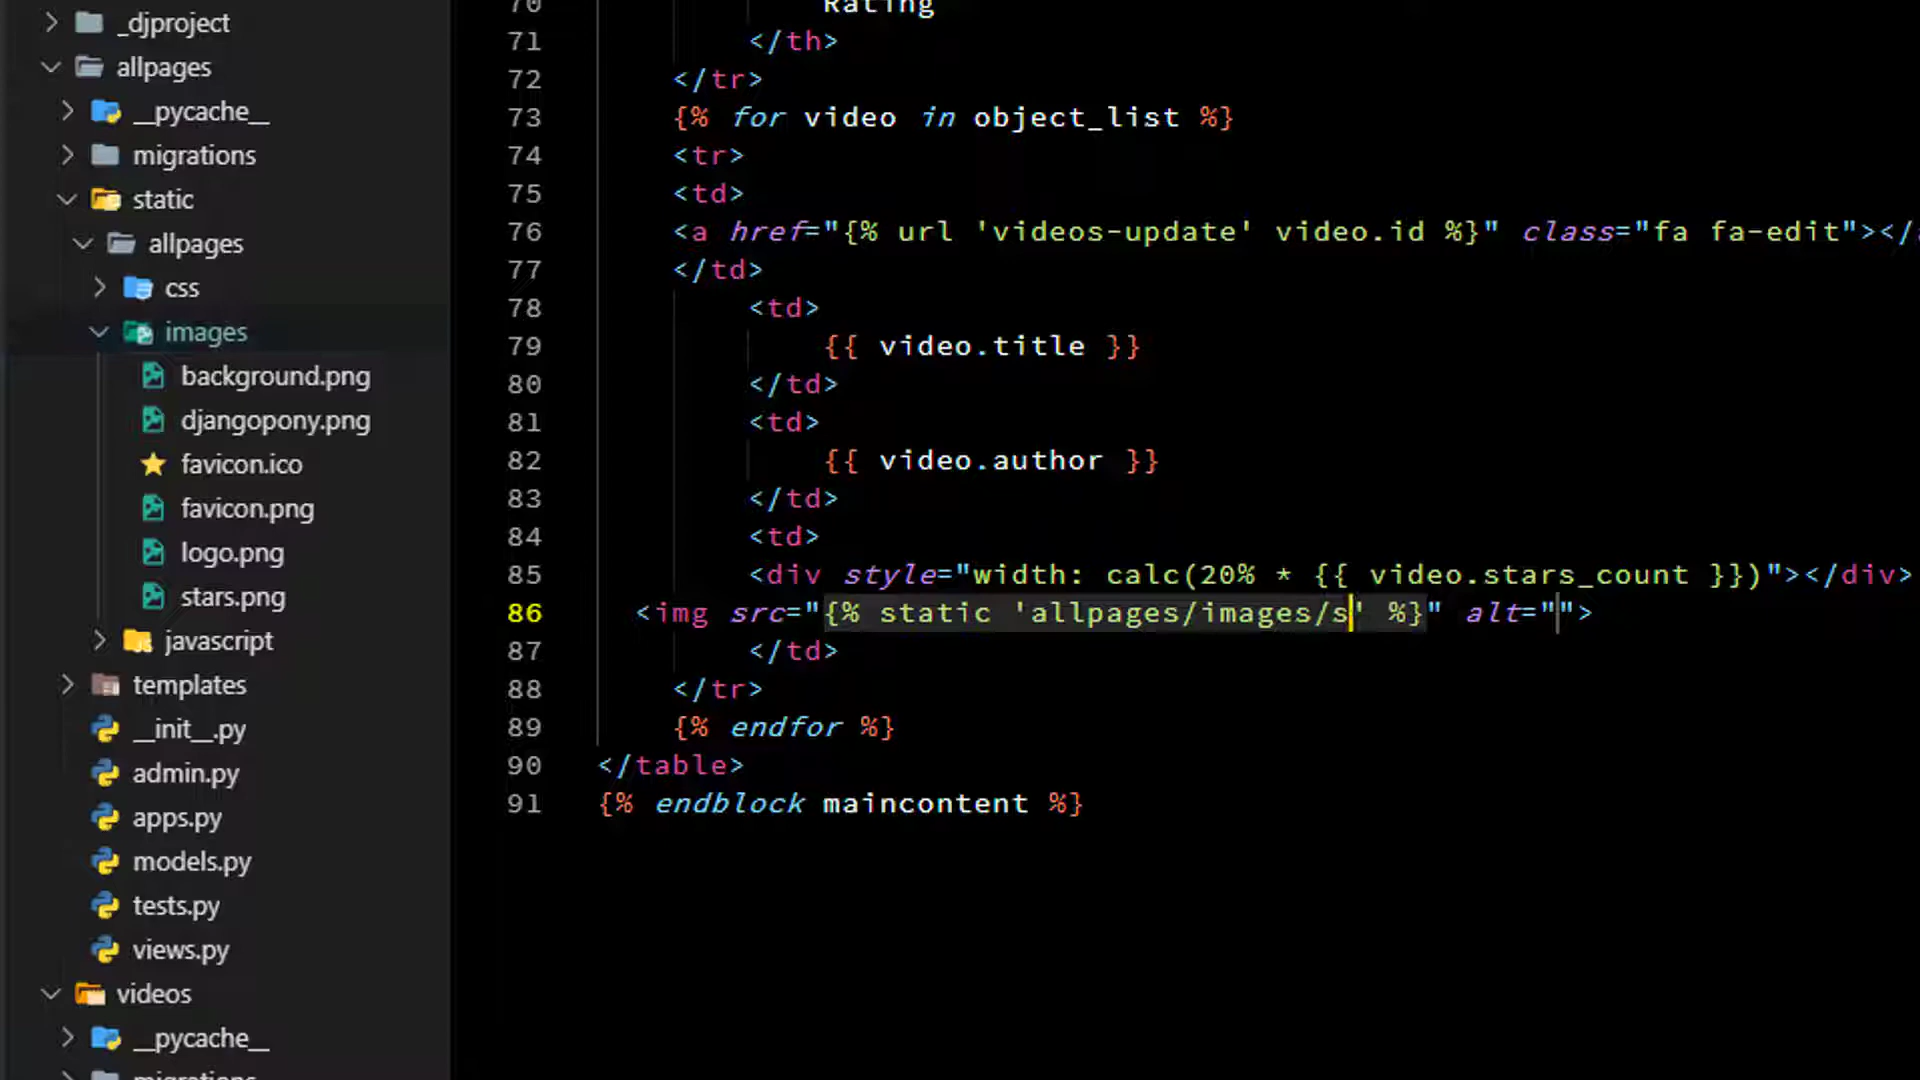 _djproject
allpages
__pycache__
migrations
static
allpages
css
images
background.png
djangopony.png
favicon.ico
favicon.png
logo.png
stars.png
javascript
templates
__init__.py
admin.py
apps.py
models.py
tests.py
views.py
videos
__pycache__
migrations
70 Rating
71 </th>
72 </tr>
73 {% for video in object_list %}
74 <tr>
75 <td>
76 <a href="{% url 'videos-update' video.id %}" class="fa fa-edit"></
77 </td>
78 <td>
79 {{ video.title }}
80 </td>
81 <td>
82 {{ video.author }}
83 </td>
84 <td>
85 <div style="width: calc(20% * {{ video.stars_count }})"></div>
86 <img src="{% static 'allpages/images/s' %}" alt="">
87 </td>
88 </tr>
89 {% endfor %}
90 </table>
91 {% endblock maincontent %}